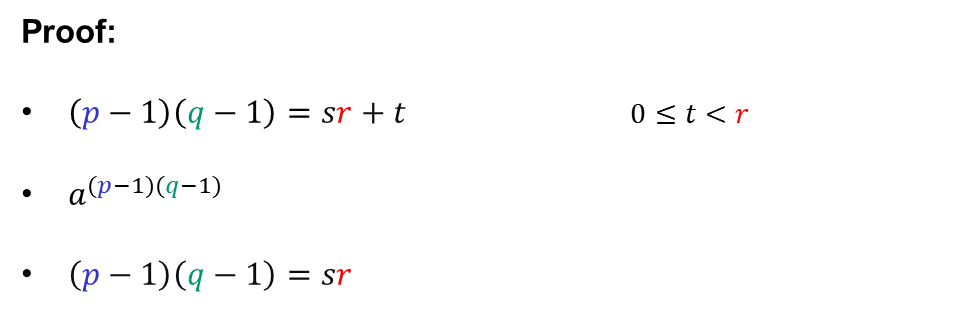 Proof:
• (p − 1)(q − 1) = sr + t 0 ≤ t < r
• a^{(p−1)(q−1)}
• (p − 1)(q − 1) = sr